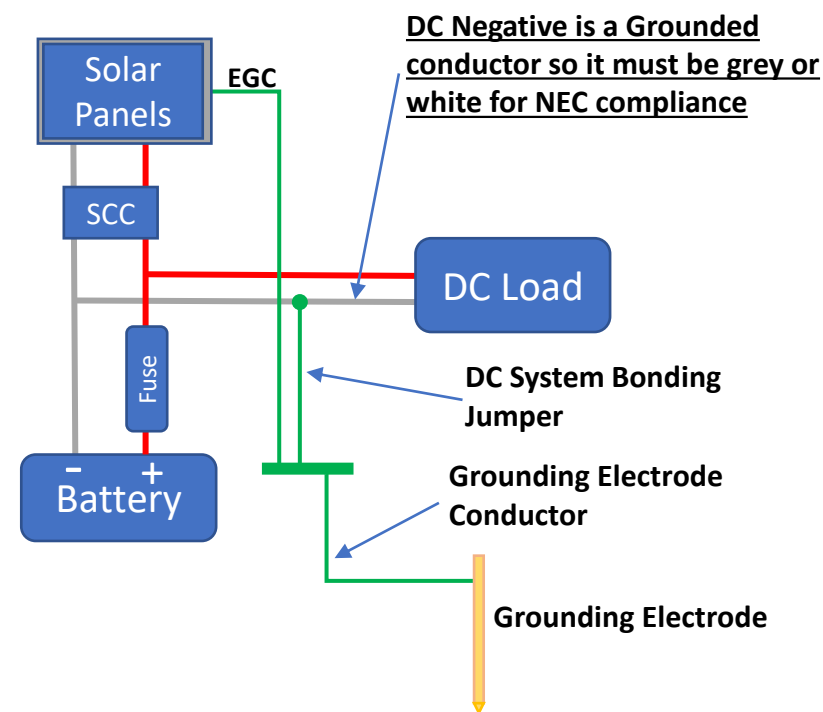 DC Negative is a Grounded
conductor so it must be grey or
white for NEC compliance
Solar
Panels
EGC
SCC
DC Load
Fuse
DC System Bonding
Jumper
- +
Battery
Grounding Electrode
Conductor
Grounding Electrode